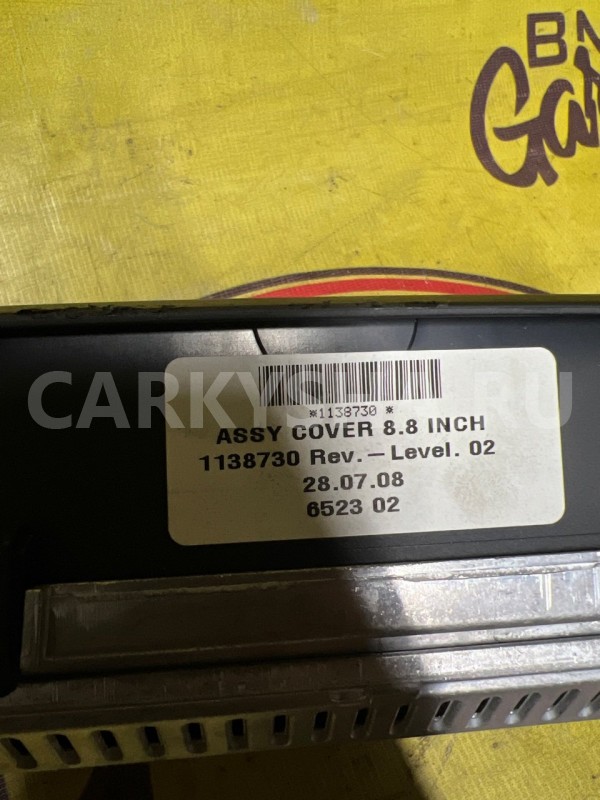 BM
Gar
CARKYS RU
*1138730 *
ASSY COVER 8.8 INCH
1138730 Rev. – Level. 02
28.07.08
6523 02